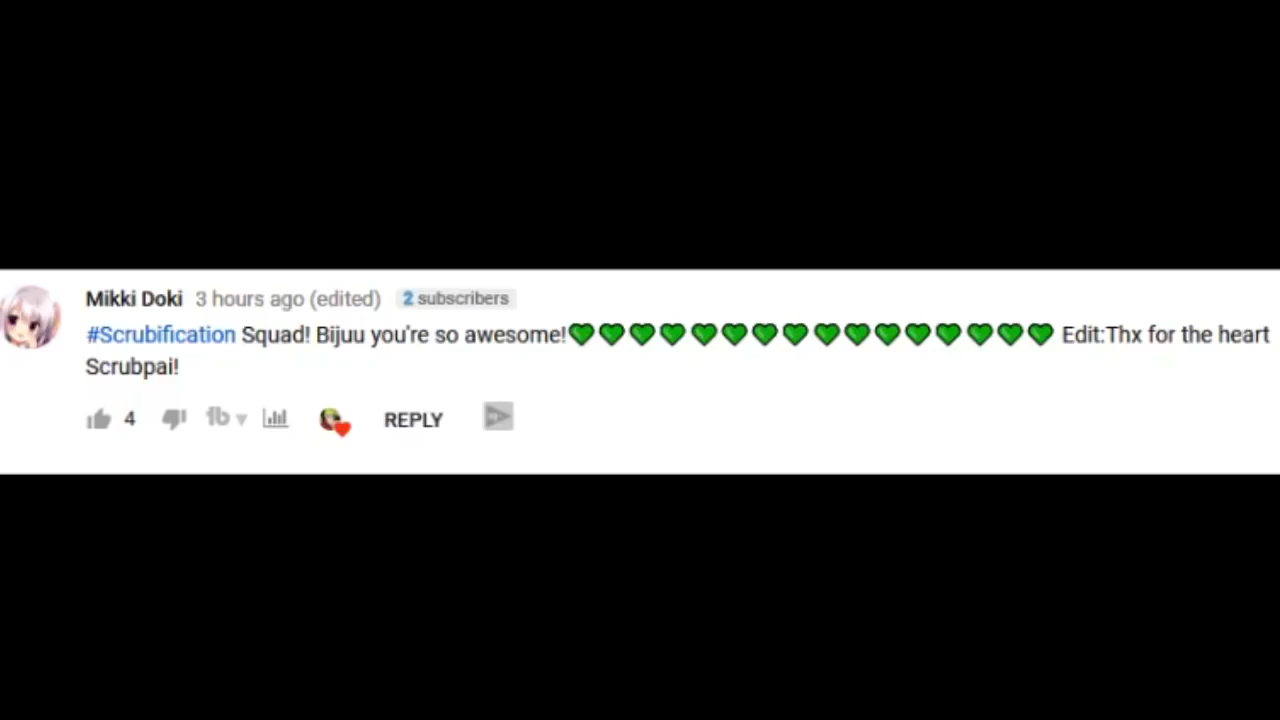 Mikki Doki 3 hours ago (edited) 2 subscribers
#Scrubification Squad! Bijuu you're so awesome!💚💚💚💚💚💚💚💚💚💚💚💚💚💚💚💚 Edit:Thx for the heart
Scrubpai!
4 REPLY